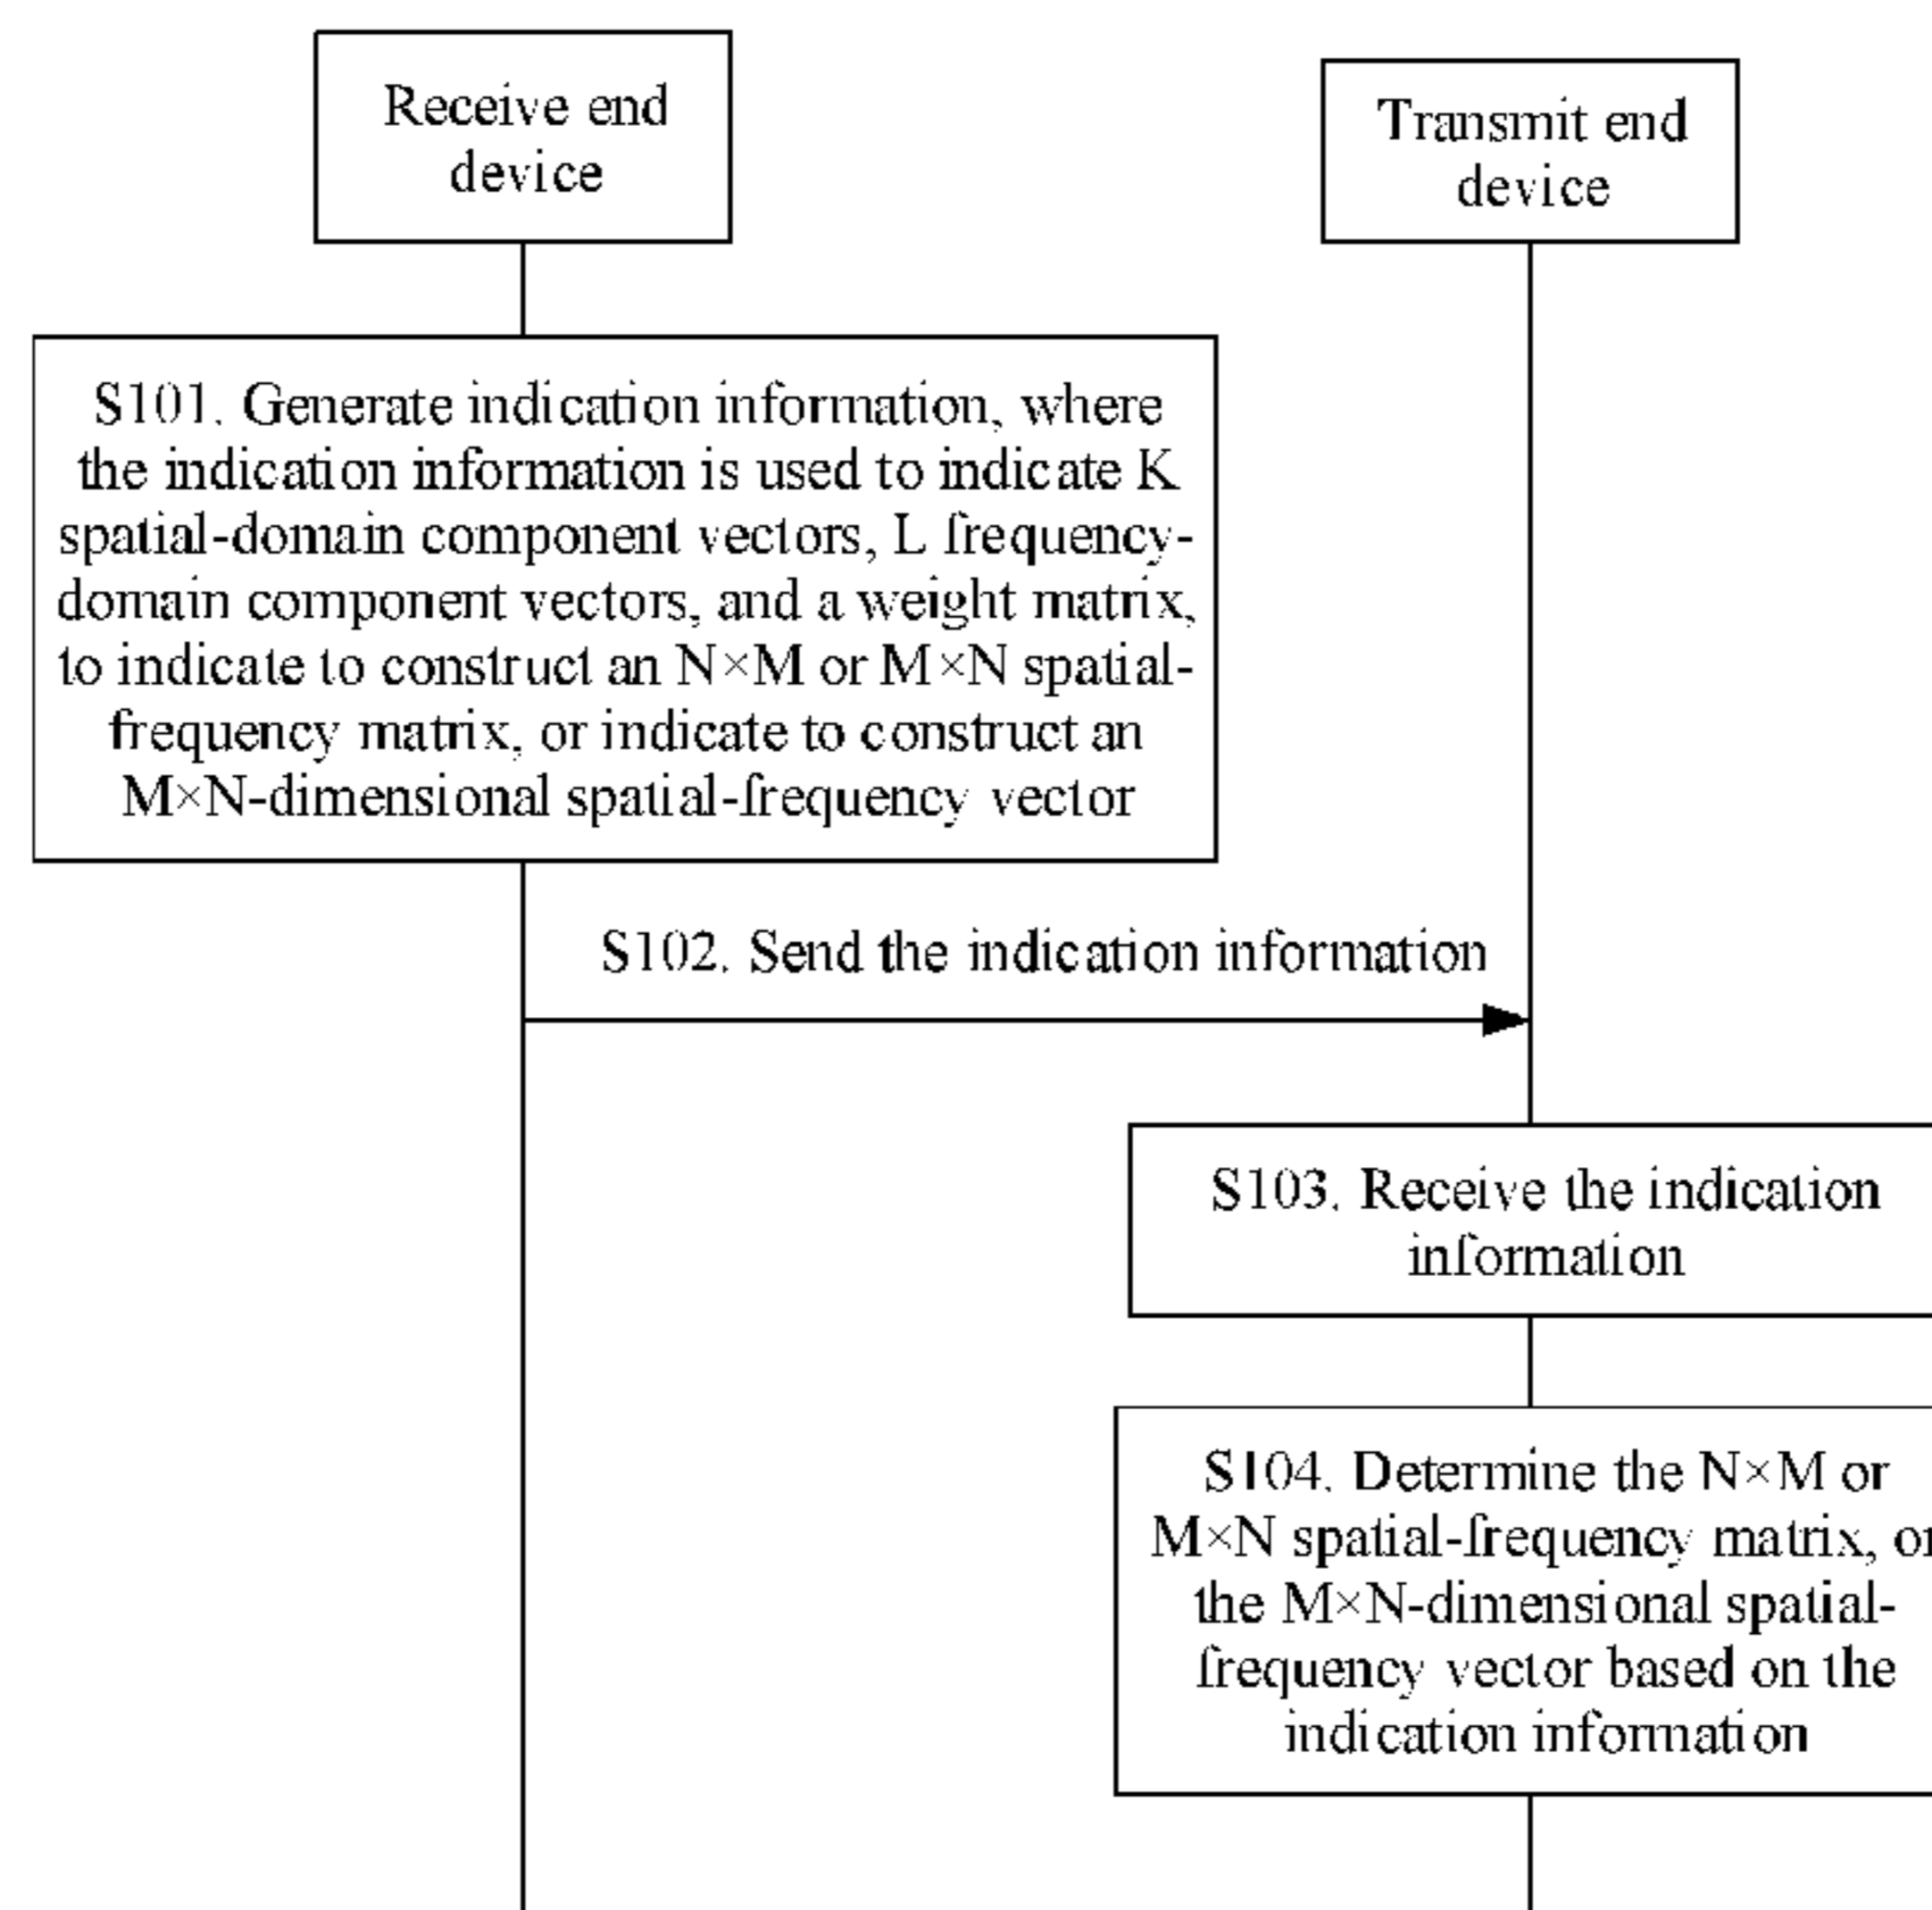 Receive end
device
Transmit end
device
S101. Generate indication information, where
the indication information is used to indicate K
spatial-domain component vectors, L frequency-
domain component vectors, and a weight matrix,
to indicate to construct an N×M or M×N spatial-
frequency matrix, or indicate to construct an
M×N-dimensional spatial-frequency vector
S102. Send the indication information
S103. Receive the indication
information
S104. Determine the N×M or
M×N spatial-frequency matrix, or
the M×N-dimensional spatial-
frequency vector based on the
indication information